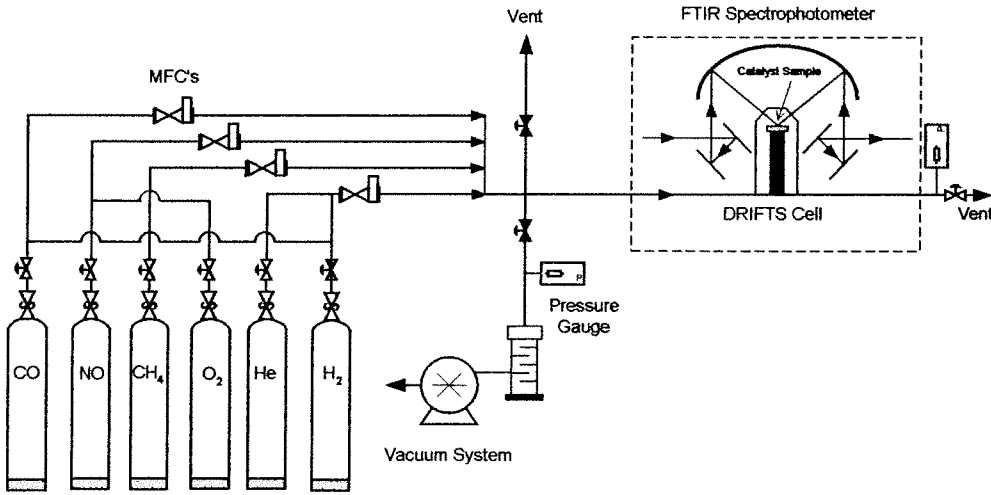 Vent
FTIR Spectrophotometer
MFC's
Catalyst Sample
DRIFTS Cell
Vent
P
Pressure
Gauge
CO
NO
CH₄
O₂
He
H₂
Vacuum System